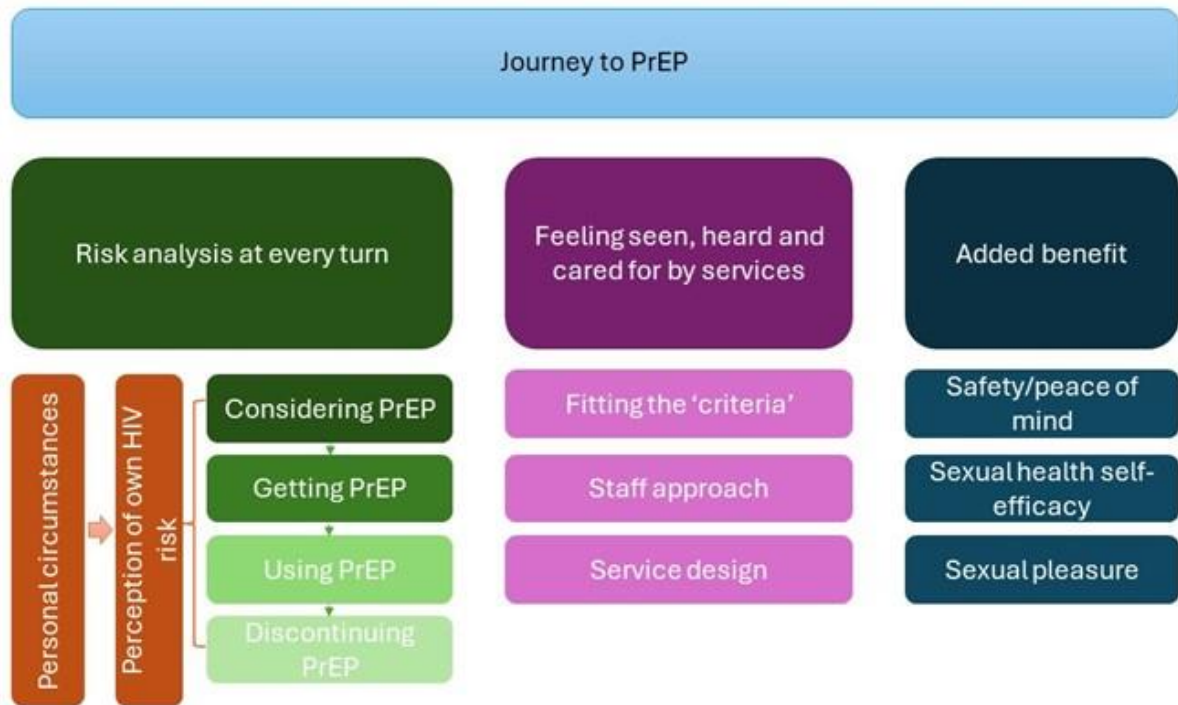 Journey to PrEP
Risk analysis at every turn
Feeling seen, heard and
cared for by services
Added benefit
Personal circumstances
Perception of own HIV
risk
Considering PrEP
Getting PrEP
Using PrEP
Discontinuing
PrEP
Fitting the ‘criteria’
Staff approach
Service design
Safety/peace of
mind
Sexual health self-
efficacy
Sexual pleasure